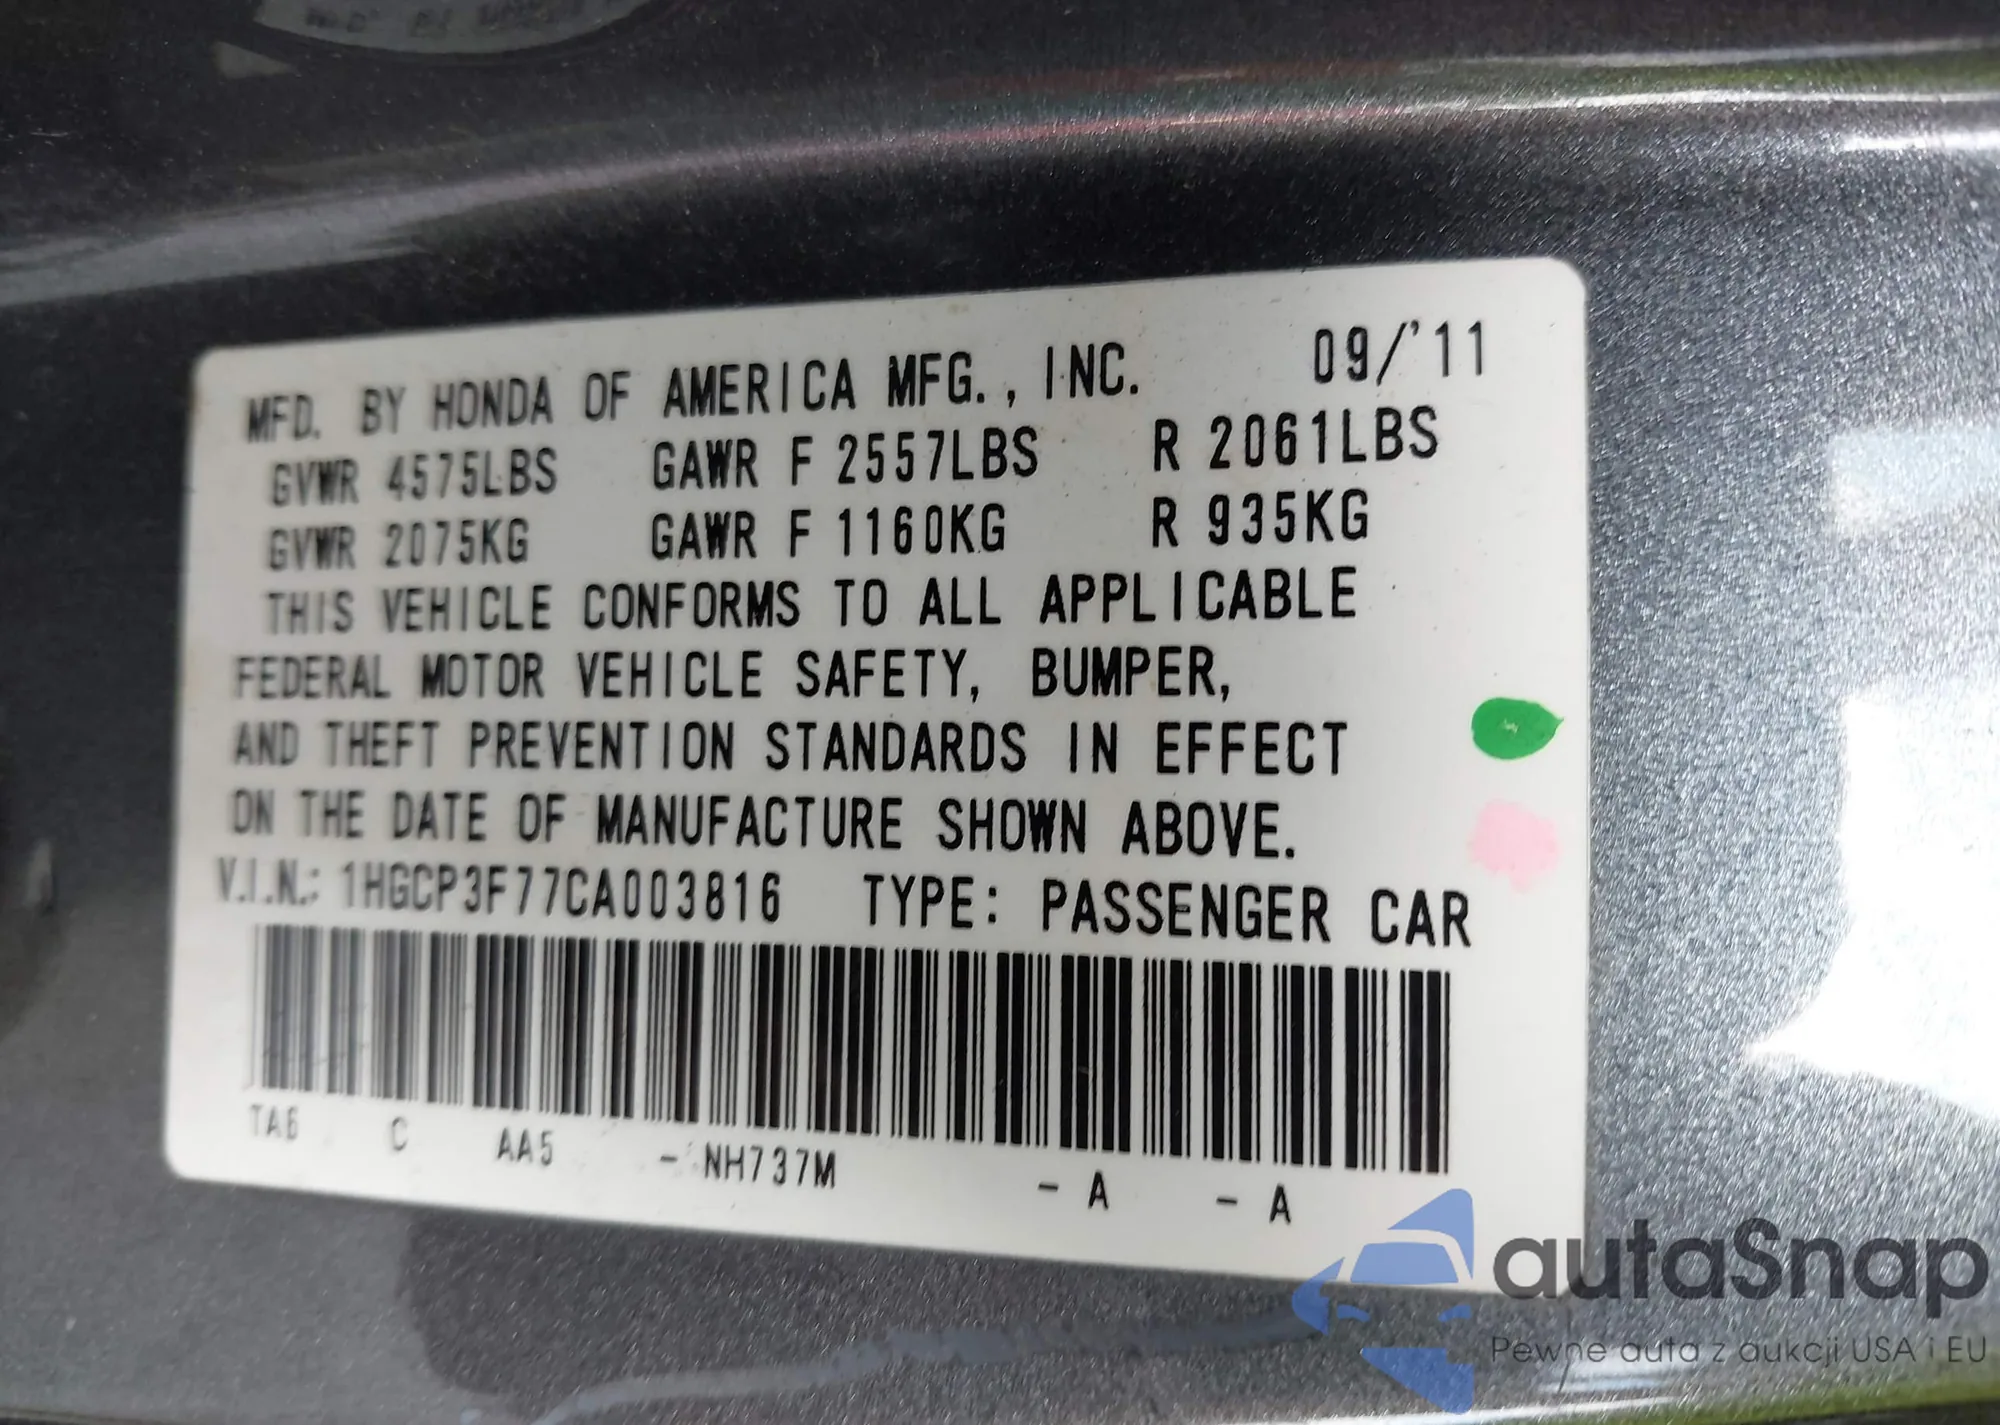 MFD. BY HONDA OF AMERICA MFG., INC. 09/'11
GVWR 4575LBS GAWR F 2557LBS R 2061LBS
GVWR 2075KG GAWR F 1160KG R 935KG
THIS VEHICLE CONFORMS TO ALL APPLICABLE
FEDERAL MOTOR VEHICLE SAFETY, BUMPER,
AND THEFT PREVENTION STANDARDS IN EFFECT
ON THE DATE OF MANUFACTURE SHOWN ABOVE.
V.I.N.: 1HGCP3F77CA003816 TYPE: PASSENGER CAR
TA6 C AA5 - NH737M - A - A
autaSnap
Pewne auta z aukcji USA i EU